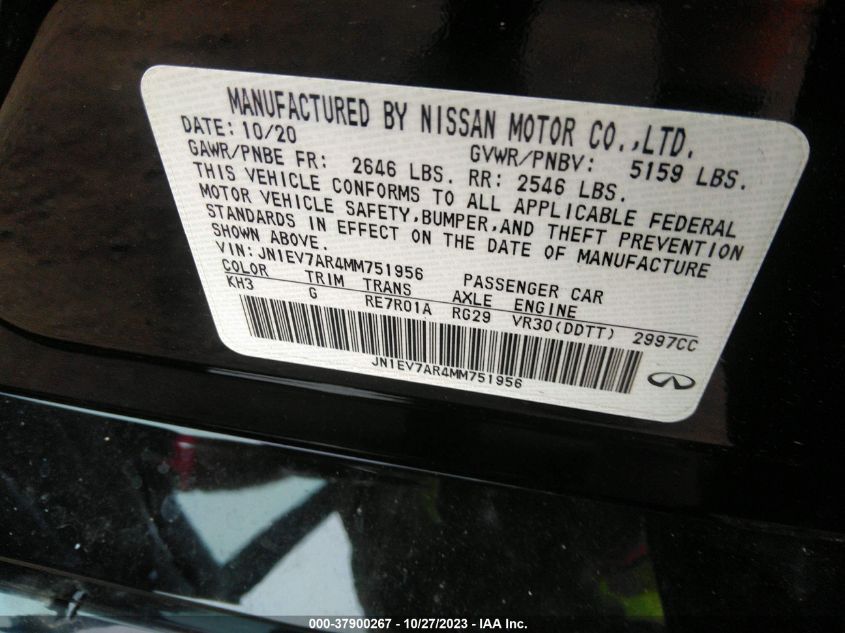 MANUFACTURED BY NISSAN MOTOR CO.,LTD.
DATE: 10/20 GVWR/PNBV: 5159 LBS.
GAWR/PNBE FR: 2646 LBS. RR: 2546 LBS.
THIS VEHICLE CONFORMS TO ALL APPLICABLE FEDERAL
MOTOR VEHICLE SAFETY,BUMPER,AND THEFT PREVENTION
STANDARDS IN EFFECT ON THE DATE OF MANUFACTURE
SHOWN ABOVE.
VIN: JN1EV7AR4MM751956 PASSENGER CAR
COLOR TRIM TRANS AXLE ENGINE
KH3 G RE7R01A RG29 VR30(DDTT) 2997CC
JN1EV7AR4MM751956
000-37900267 - 10/27/2023 - IAA Inc.